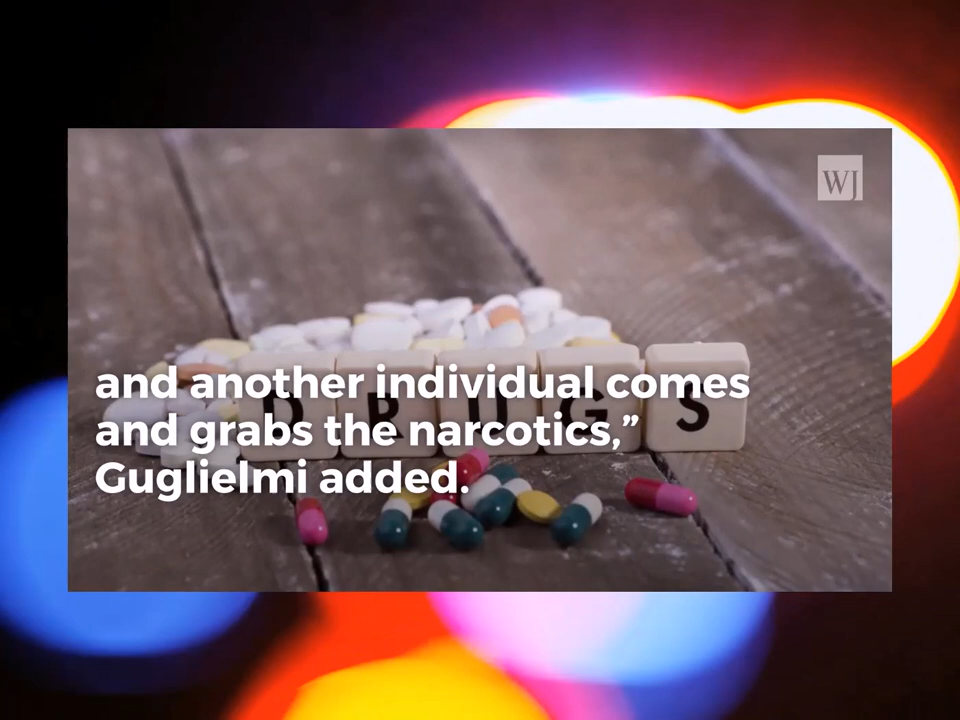 WJ
and another individual comes
and grabs the narcotics,”
Guglielmi added.
DRUGS